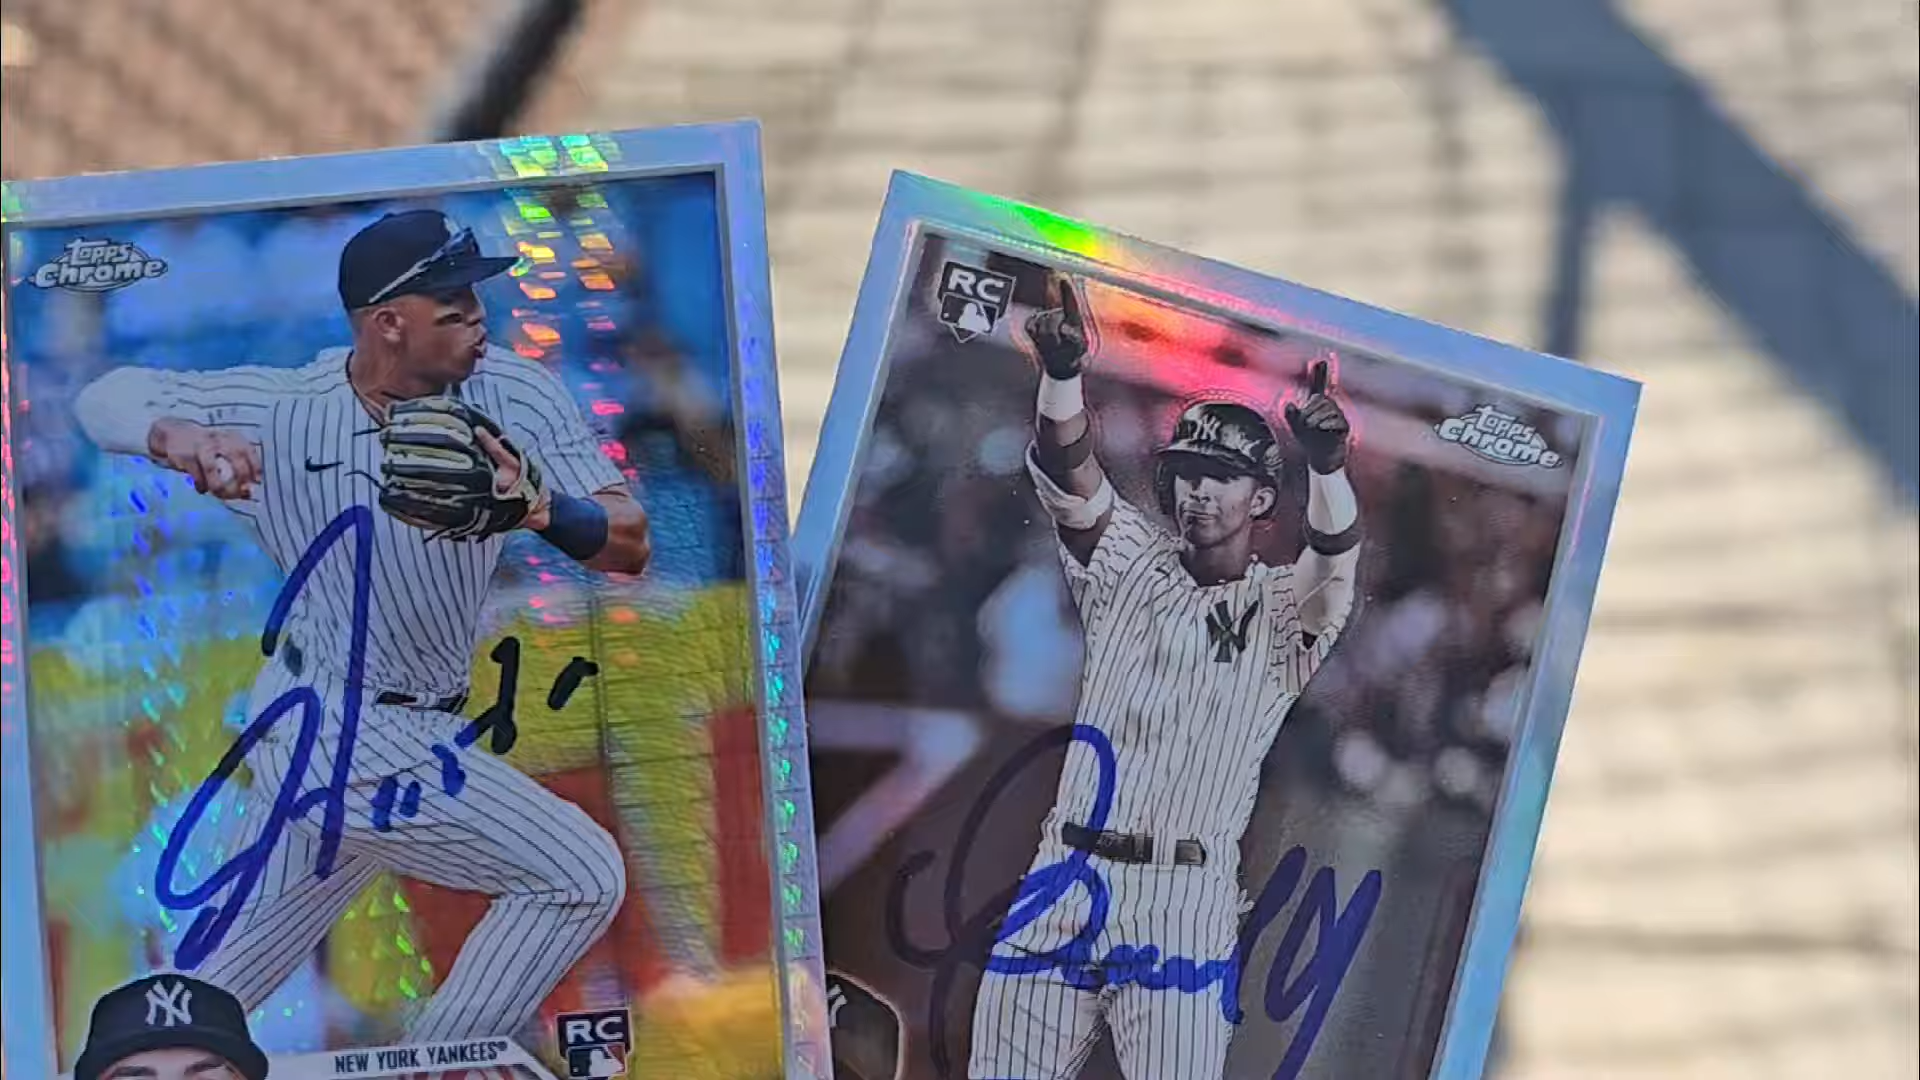 Topps
Chrome
NEW YORK YANKEES®
RC
RC
Topps
Chrome
NY